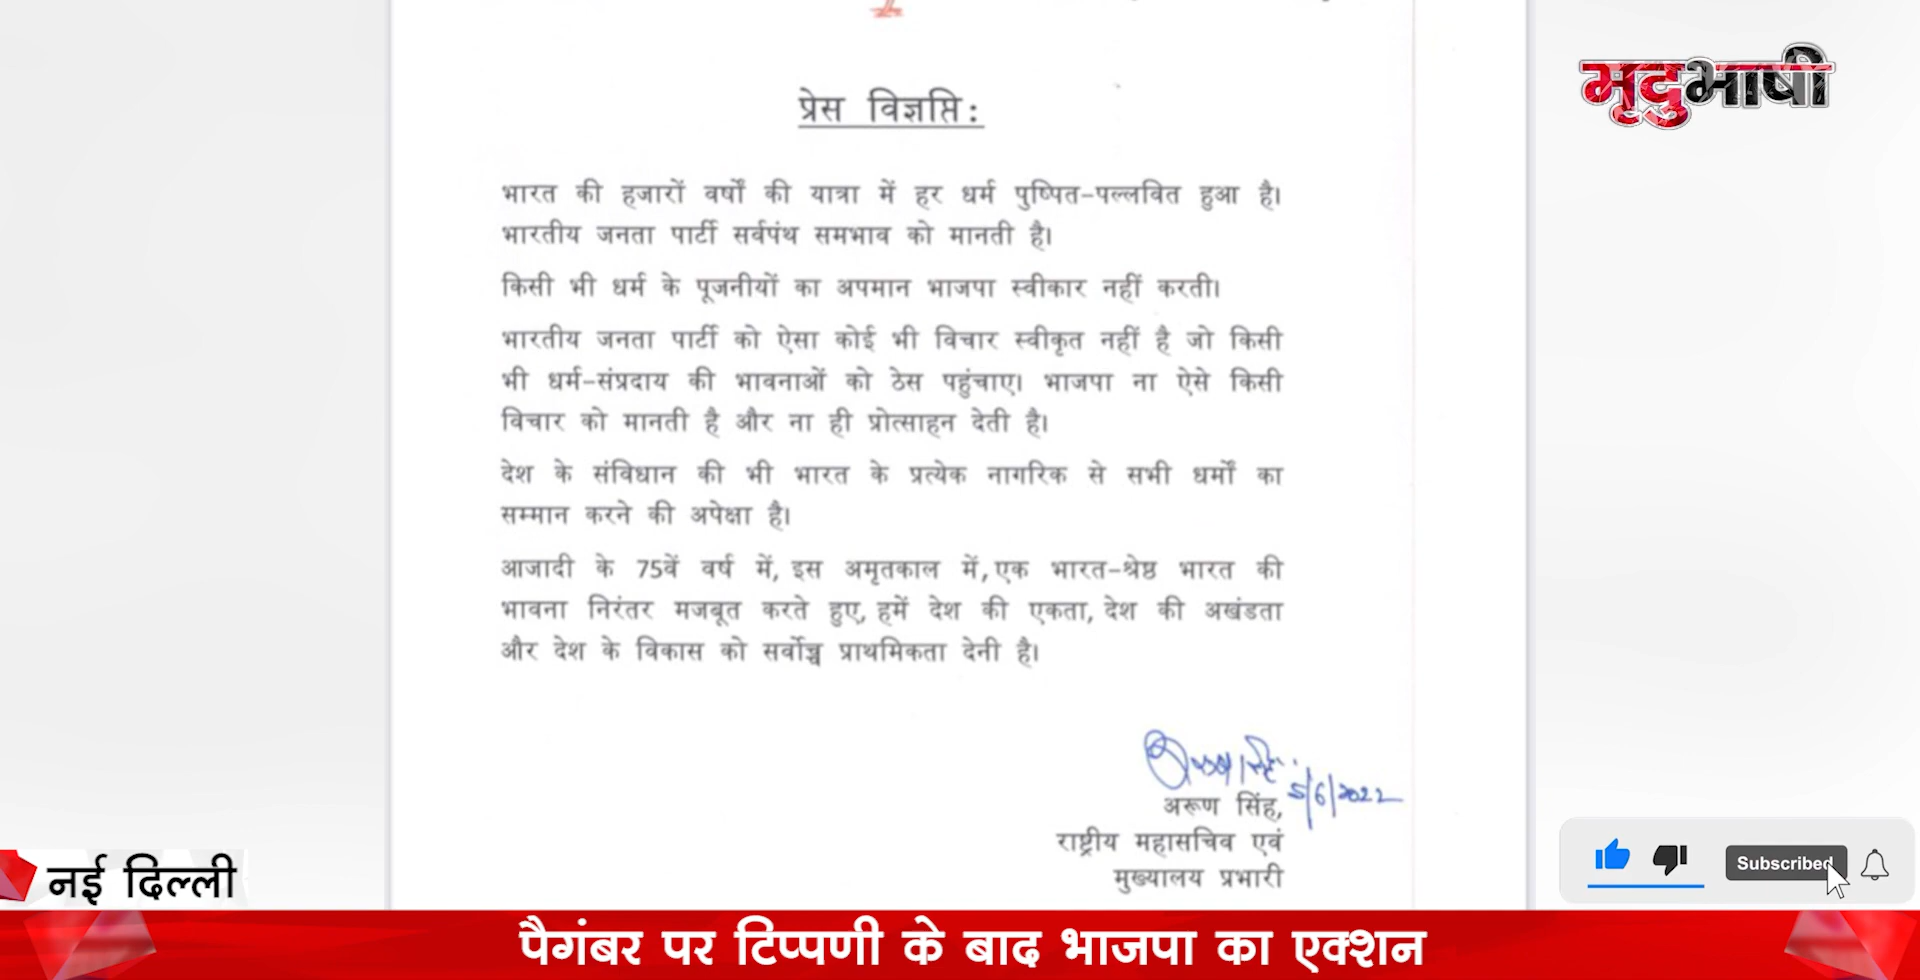 मृदुभाषी
प्रेस विज्ञप्ति:
भारत की हजारों वर्षों की यात्रा में हर धर्म पुष्पित-पल्लवित हुआ है।
भारतीय जनता पार्टी सर्वपंथ समभाव को मानती है।
किसी भी धर्म के पूजनीयों का अपमान भाजपा स्वीकार नहीं करती।
भारतीय जनता पार्टी को ऐसा कोई भी विचार स्वीकृत नहीं है जो किसी
भी धर्म-संप्रदाय की भावनाओं को ठेस पहुंचाए। भाजपा ना ऐसे किसी
विचार को मानती है और ना ही प्रोत्साहन देती है।
देश के संविधान की भी भारत के प्रत्येक नागरिक से सभी धर्मों का
सम्मान करने की अपेक्षा है।
आजादी के 75वें वर्ष में, इस अमृतकाल में, एक भारत-श्रेष्ठ भारत की
भावना निरंतर मजबूत करते हुए, हमें देश की एकता, देश की अखंडता
और देश के विकास को सर्वोच्च प्राथमिकता देनी है।
5/6/2022
अरूण सिंह,
राष्ट्रीय महासचिव एवं
मुख्यालय प्रभारी
Subscribed
नई दिल्ली
पैगंबर पर टिप्पणी के बाद भाजपा का एक्शन